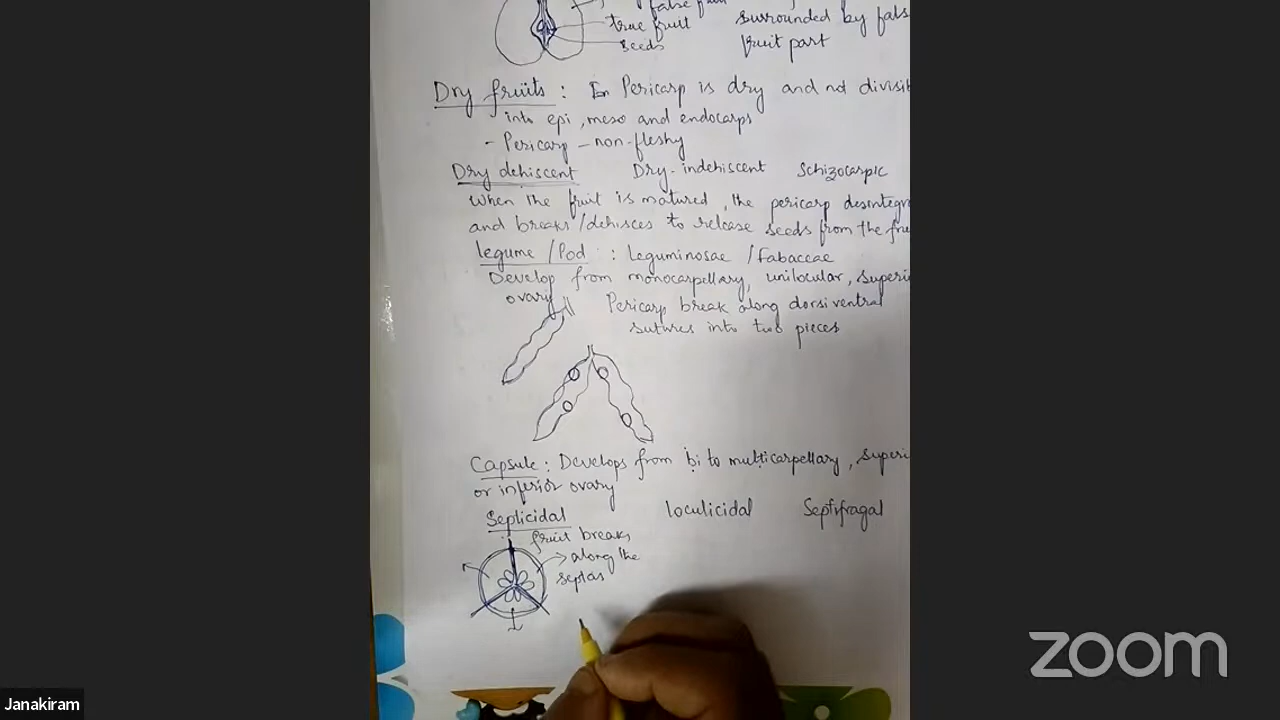 false fruit
true fruit surrounded by fals
seeds fruit part
Dry fruits : Pericarp is dry and not divisib
into epi, meso and endocarps
- Pericarp - non-fleshy
Dry dehiscent Dry-indehiscent Schizocarpic
When the fruit is matured, the pericarp desintegr
and breaks/dehisces to release seeds from the fru
legume/Pod : Leguminosae / Fabaceae
Develop from monocarpellary, unilocular, superi
ovary Pericarp break along dorsiventral
sutures into two pieces
Capsule : Develops from bi to multicarpellary, superi
or inferior ovary
Septicidal loculicidal Septifragal
fruit breaks
along the
septas
zoom
Janakiram